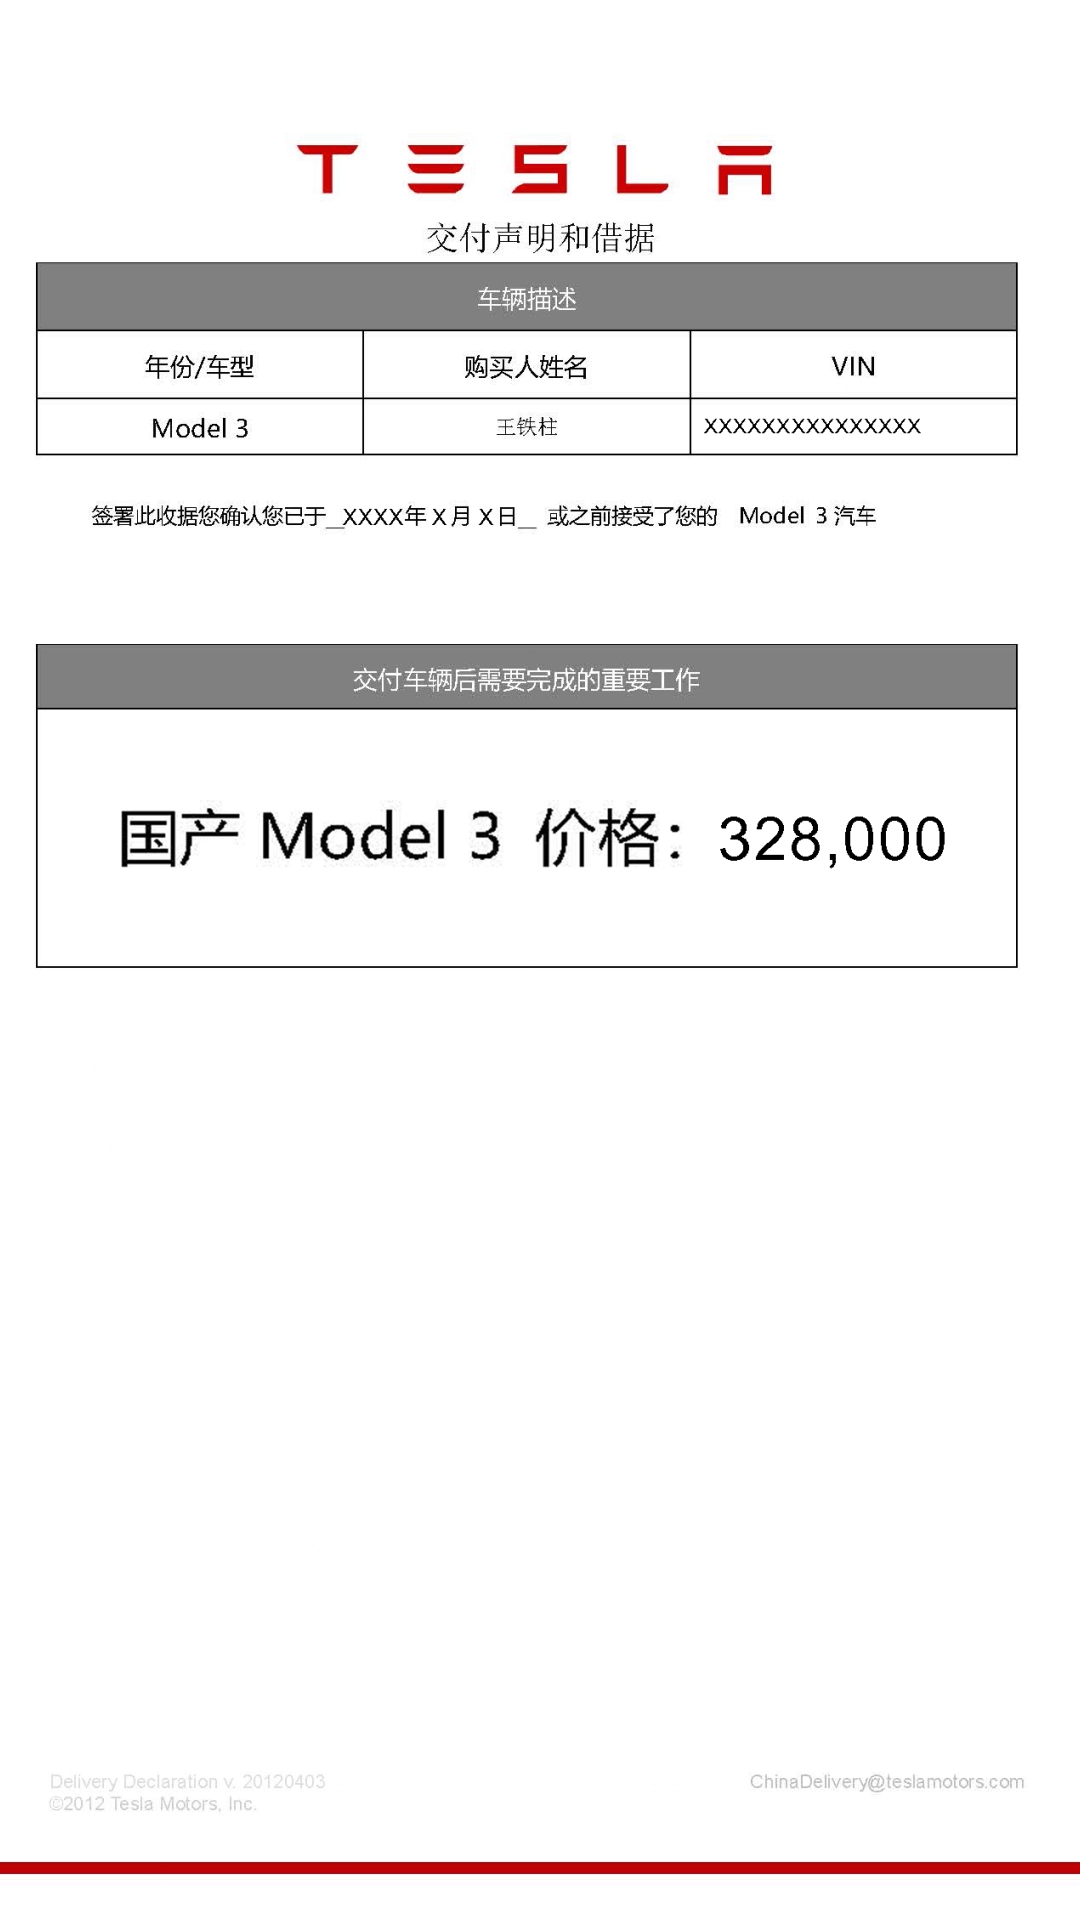 TESLA
交付声明和借据
车辆描述
年份/车型 购买人姓名 VIN
Model 3 王铁柱 XXXXXXXXXXXXXXX
签署此收据您确认您已于__XXXX年 X 月 X 日__ 或之前接受了您的 Model 3 汽车
交付车辆后需要完成的重要工作
国产 Model 3 价格：328,000
Delivery Declaration v. 20120403
ChinaDelivery@teslamotors.com
©2012 Tesla Motors, Inc.